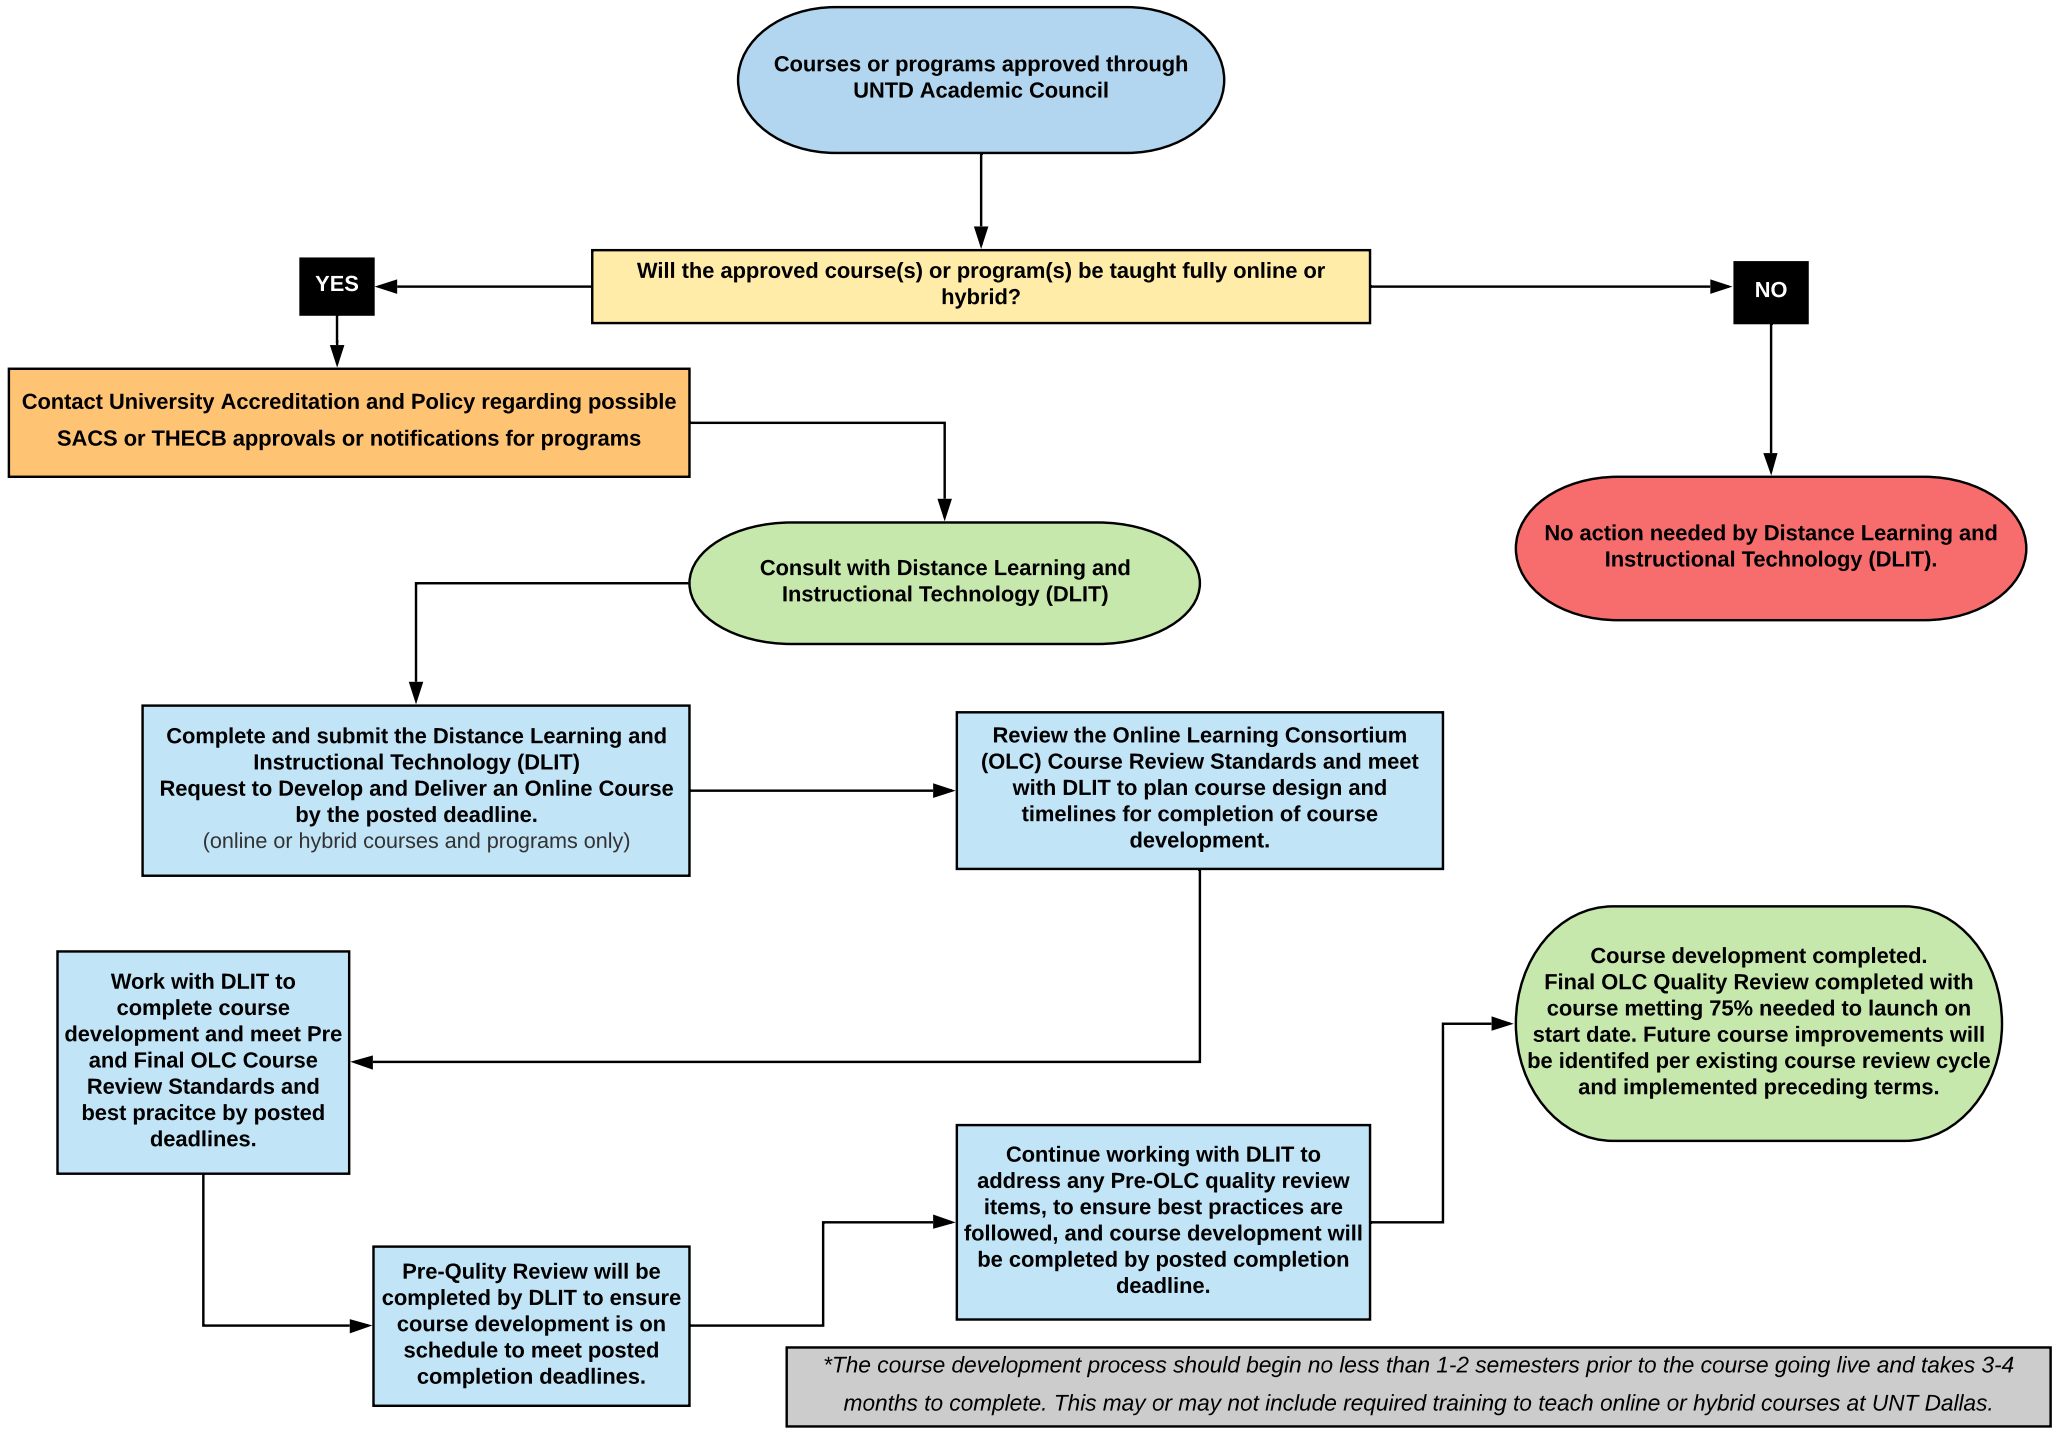 Courses or programs approved through
UNTD Academic Council
Will the approved course(s) or program(s) be taught fully online or
hybrid?
YES
NO
Contact University Accreditation and Policy regarding possible
SACS or THECB approvals or notifications for programs
No action needed by Distance Learning and
Instructional Technology (DLIT).
Consult with Distance Learning and
Instructional Technology (DLIT)
Complete and submit the Distance Learning and
Instructional Technology (DLIT)
Request to Develop and Deliver an Online Course
by the posted deadline.
(online or hybrid courses and programs only)
Review the Online Learning Consortium
(OLC) Course Review Standards and meet
with DLIT to plan course design and
timelines for completion of course
development.
Work with DLIT to
complete course
development and meet Pre
and Final OLC Course
Review Standards and
best pracitce by posted
deadlines.
Pre-Qulity Review will be
completed by DLIT to ensure
course development is on
schedule to meet posted
completion deadlines.
Continue working with DLIT to
address any Pre-OLC quality review
items, to ensure best practices are
followed, and course development will
be completed by posted completion
deadline.
Course development completed.
Final OLC Quality Review completed with
course metting 75% needed to launch on
start date. Future course improvements will
be identifed per existing course review cycle
and implemented preceding terms.
*The course development process should begin no less than 1-2 semesters prior to the course going live and takes 3-4
months to complete. This may or may not include required training to teach online or hybrid courses at UNT Dallas.